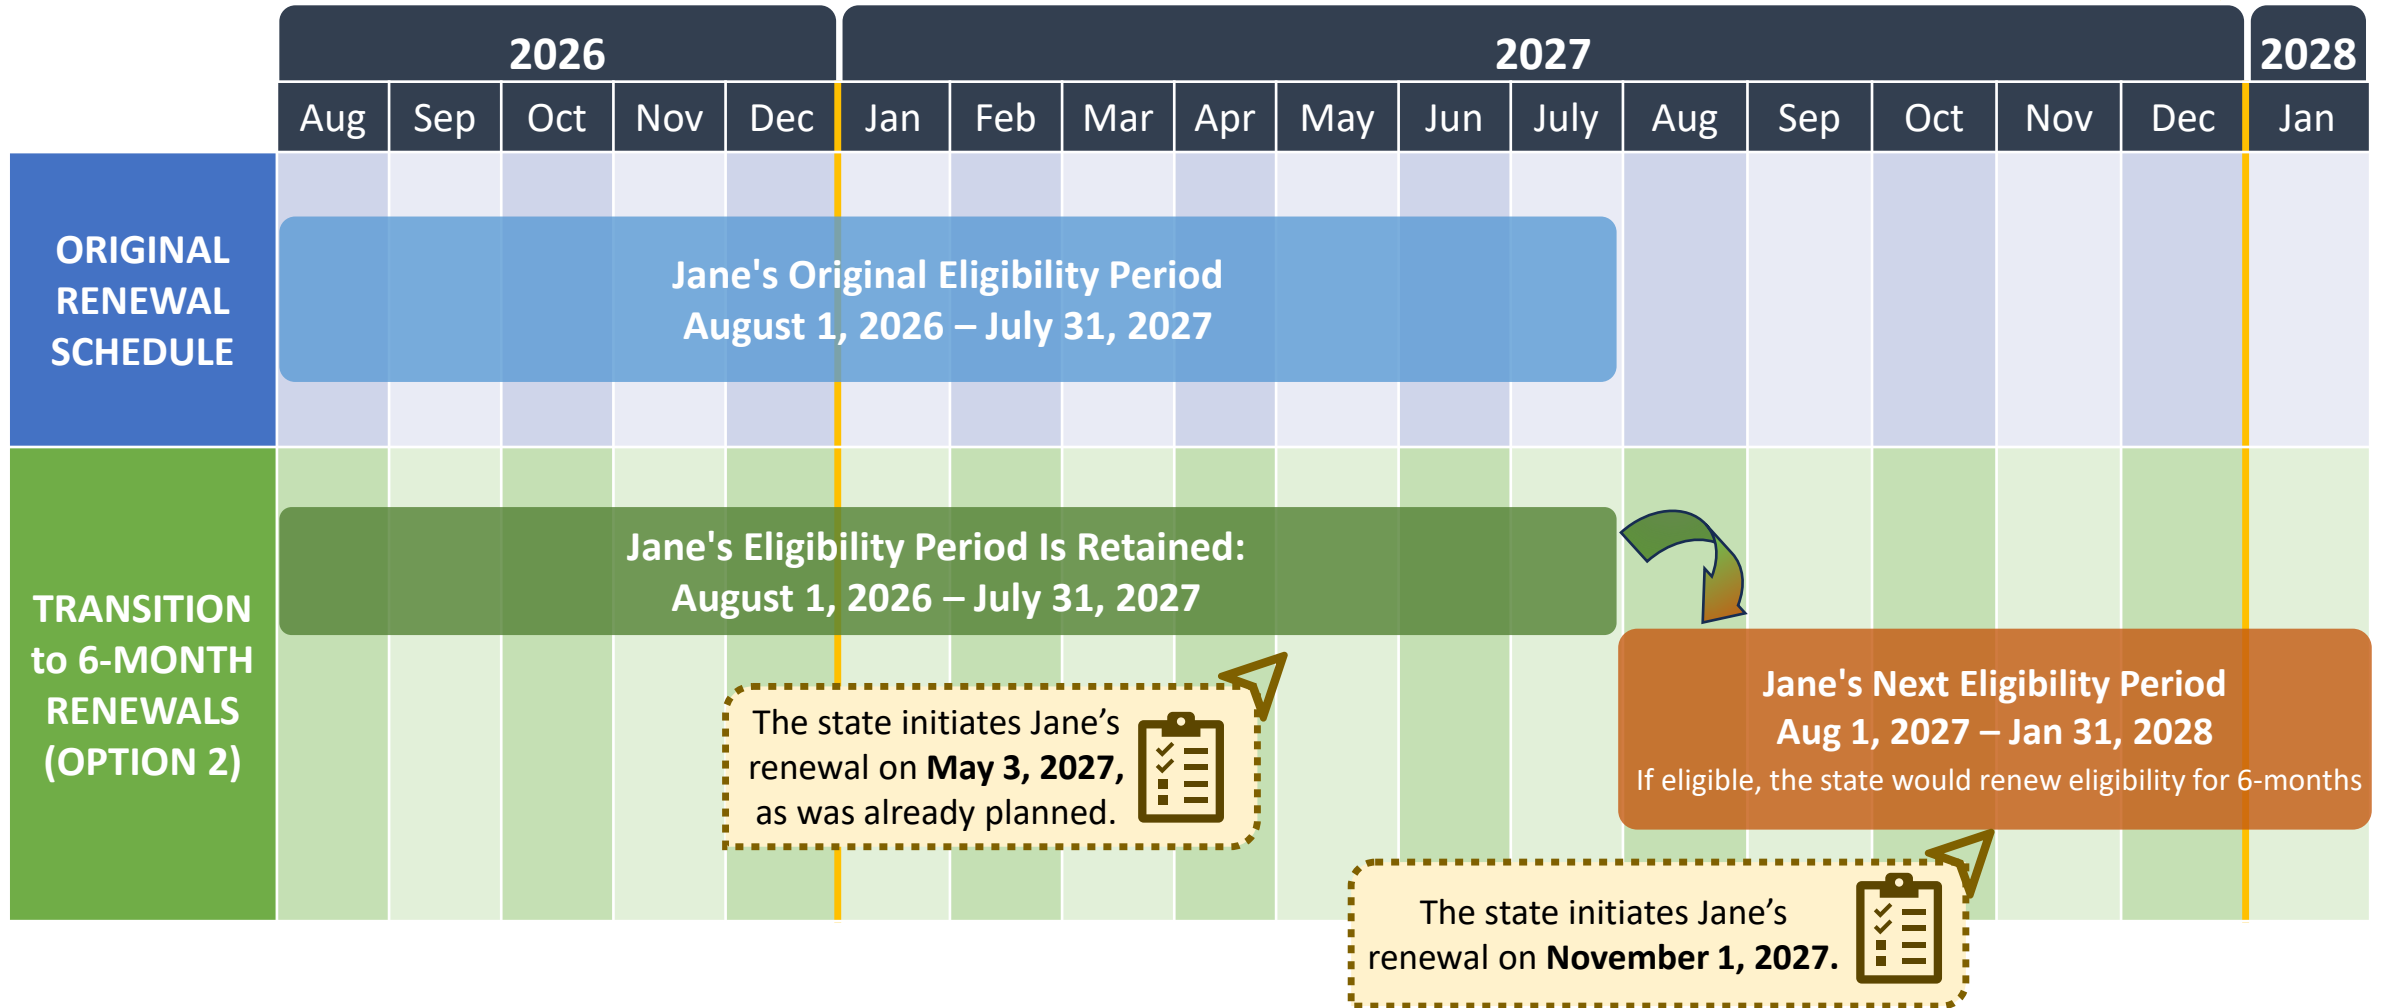 2026
2027
2028
Aug
Sep
Oct
Nov
Dec
Jan
Feb
Mar
Apr
May
Jun
July
Aug
Sep
Oct
Nov
Dec
Jan
ORIGINAL
RENEWAL
SCHEDULE
Jane's Original Eligibility Period
August 1, 2026 – July 31, 2027
TRANSITION
to 6-MONTH
RENEWALS
(OPTION 2)
Jane's Eligibility Period Is Retained:
August 1, 2026 – July 31, 2027
The state initiates Jane’s
renewal on May 3, 2027,
as was already planned.
Jane's Next Eligibility Period
Aug 1, 2027 – Jan 31, 2028
If eligible, the state would renew eligibility for 6-months
The state initiates Jane’s
renewal on November 1, 2027.